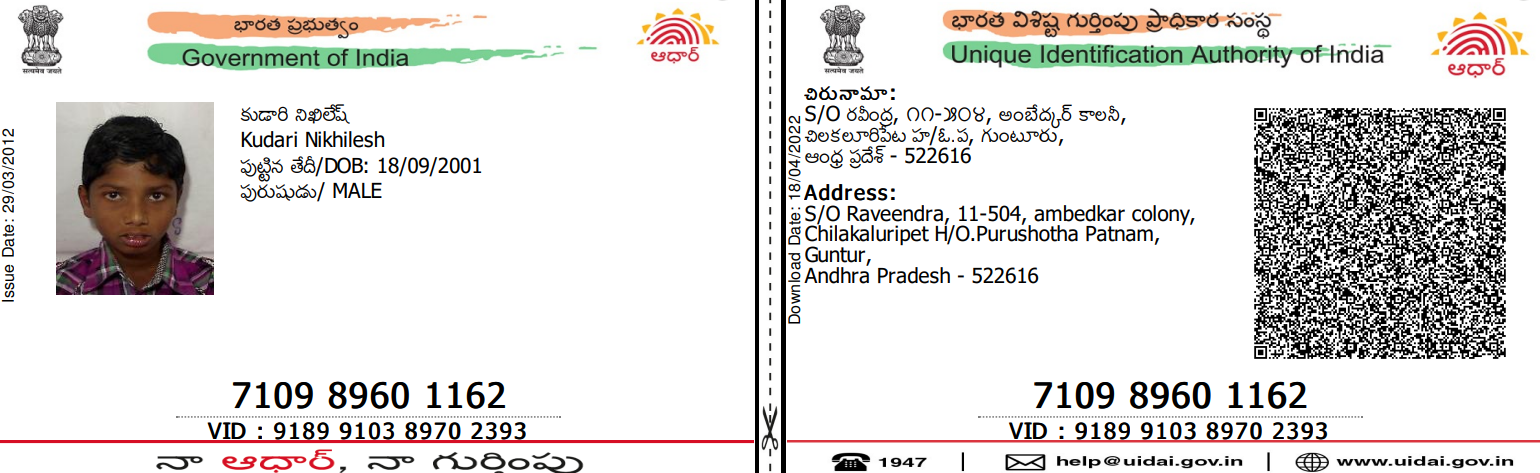 భారత ప్రభుత్వం
Government of India
ఆధార్
सत्यमेव जयते
Issue Date: 29/03/2012
కుడారి నిఖిలేష్
Kudari Nikhilesh
పుట్టిన తేదీ/DOB: 18/09/2001
పురుషుడు/ MALE
7109 8960 1162
VID : 9189 9103 8970 2393
నా ఆధార్, నా గుర్తింపు
భారత విశిష్ట గుర్తింపు ప్రాదికార సంస్థ
Unique Identification Authority of India
ఆధార్
सत्यमेव जयते
Download Date: 18/04/2022
చిరునామా:
S/O రవీంద్ర, ౧౧-౫౦౪, అంబేద్కర్ కాలనీ,
చిలకలూరిపేట హ/ఓ.ప, గుంటూరు,
ఆంధ్ర ప్రదేశ్ - 522616
Address:
S/O Raveendra, 11-504, ambedkar colony,
Chilakaluripet H/O.Purushotha Patnam,
Guntur,
Andhra Pradesh - 522616
7109 8960 1162
VID : 9189 9103 8970 2393
1947 | help@uidai.gov.in | www.uidai.gov.in